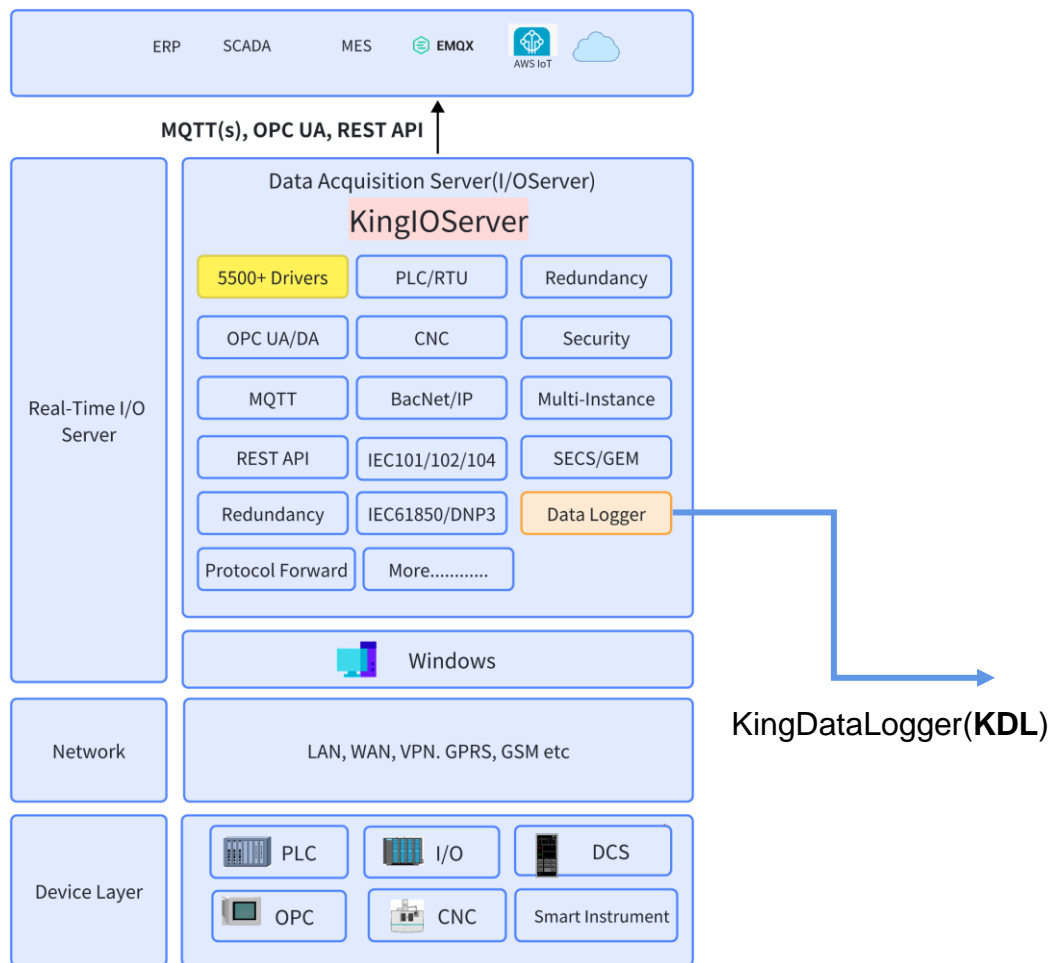 ERP SCADA MES EMQX AWS IoT
MQTT(s), OPC UA, REST API
Real-Time I/O
Server
Data Acquisition Server(I/OServer)
KingIOServer
5500+ Drivers PLC/RTU Redundancy
OPC UA/DA CNC Security
MQTT BacNet/IP Multi-Instance
REST API IEC101/102/104 SECS/GEM
Redundancy IEC61850/DNP3 Data Logger
Protocol Forward More............
Windows
KingDataLogger(KDL)
Network
LAN, WAN, VPN. GPRS, GSM etc
Device Layer
PLC I/O DCS
OPC CNC Smart Instrument